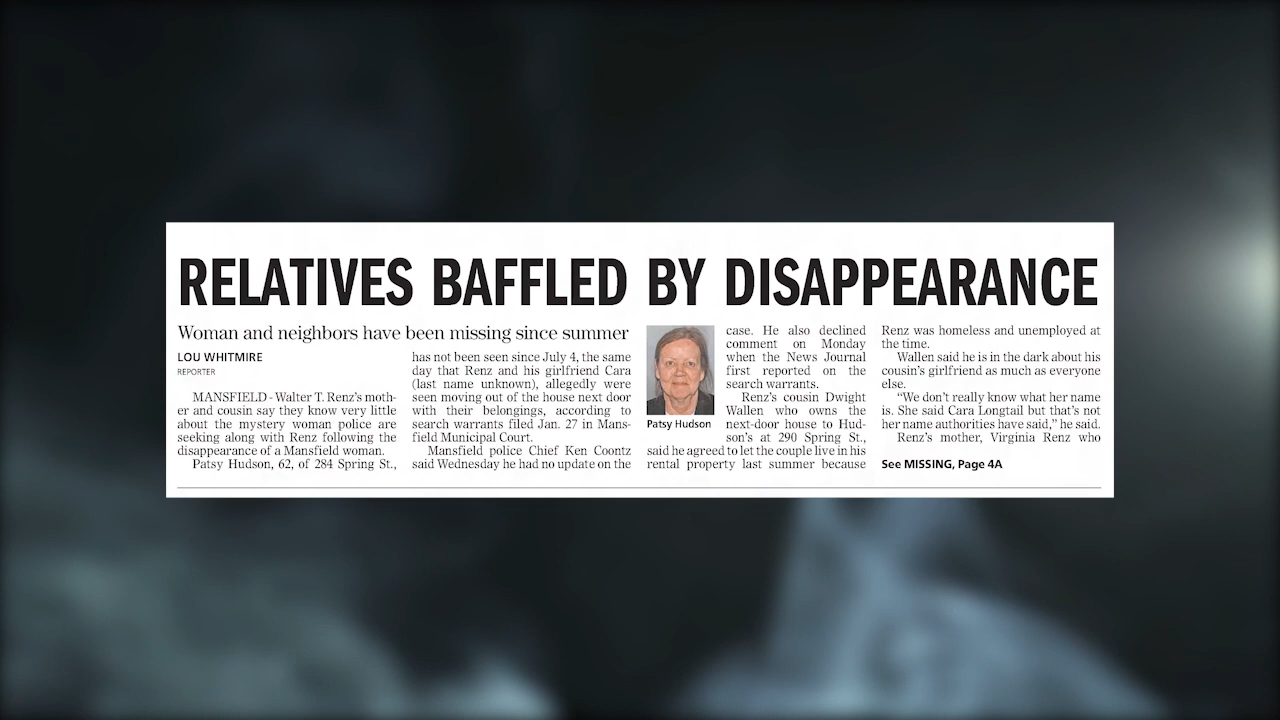 RELATIVES BAFFLED BY DISAPPEARANCE
Woman and neighbors have been missing since summer
LOU WHITMIRE
REPORTER
MANSFIELD - Walter T. Renz’s moth-
er and cousin say they know very little
about the mystery woman police are
seeking along with Renz following the
disappearance of a Mansfield woman.
Patsy Hudson, 62, of 284 Spring St.,
has not been seen since July 4, the same
day that Renz and his girlfriend Cara
(last name unknown), allegedly were
seen moving out of the house next door
with their belongings, according to
search warrants filed Jan. 27 in Mans-
field Municipal Court.
Mansfield police Chief Ken Coontz
said Wednesday he had no update on the
Patsy Hudson
case. He also declined
comment on Monday
when the News Journal
first reported on the
search warrants.
Renz’s cousin Dwight
Wallen who owns the
next-door house to Hud-
son’s at 290 Spring St.,
said he agreed to let the couple live in his
rental property last summer because
Renz was homeless and unemployed at
the time.
Wallen said he is in the dark about his
cousin’s girlfriend as much as everyone
else.
“We don’t really know what her name
is. She said Cara Longtail but that’s not
her name authorities have said,” he said.
Renz’s mother, Virginia Renz who
See MISSING, Page 4A